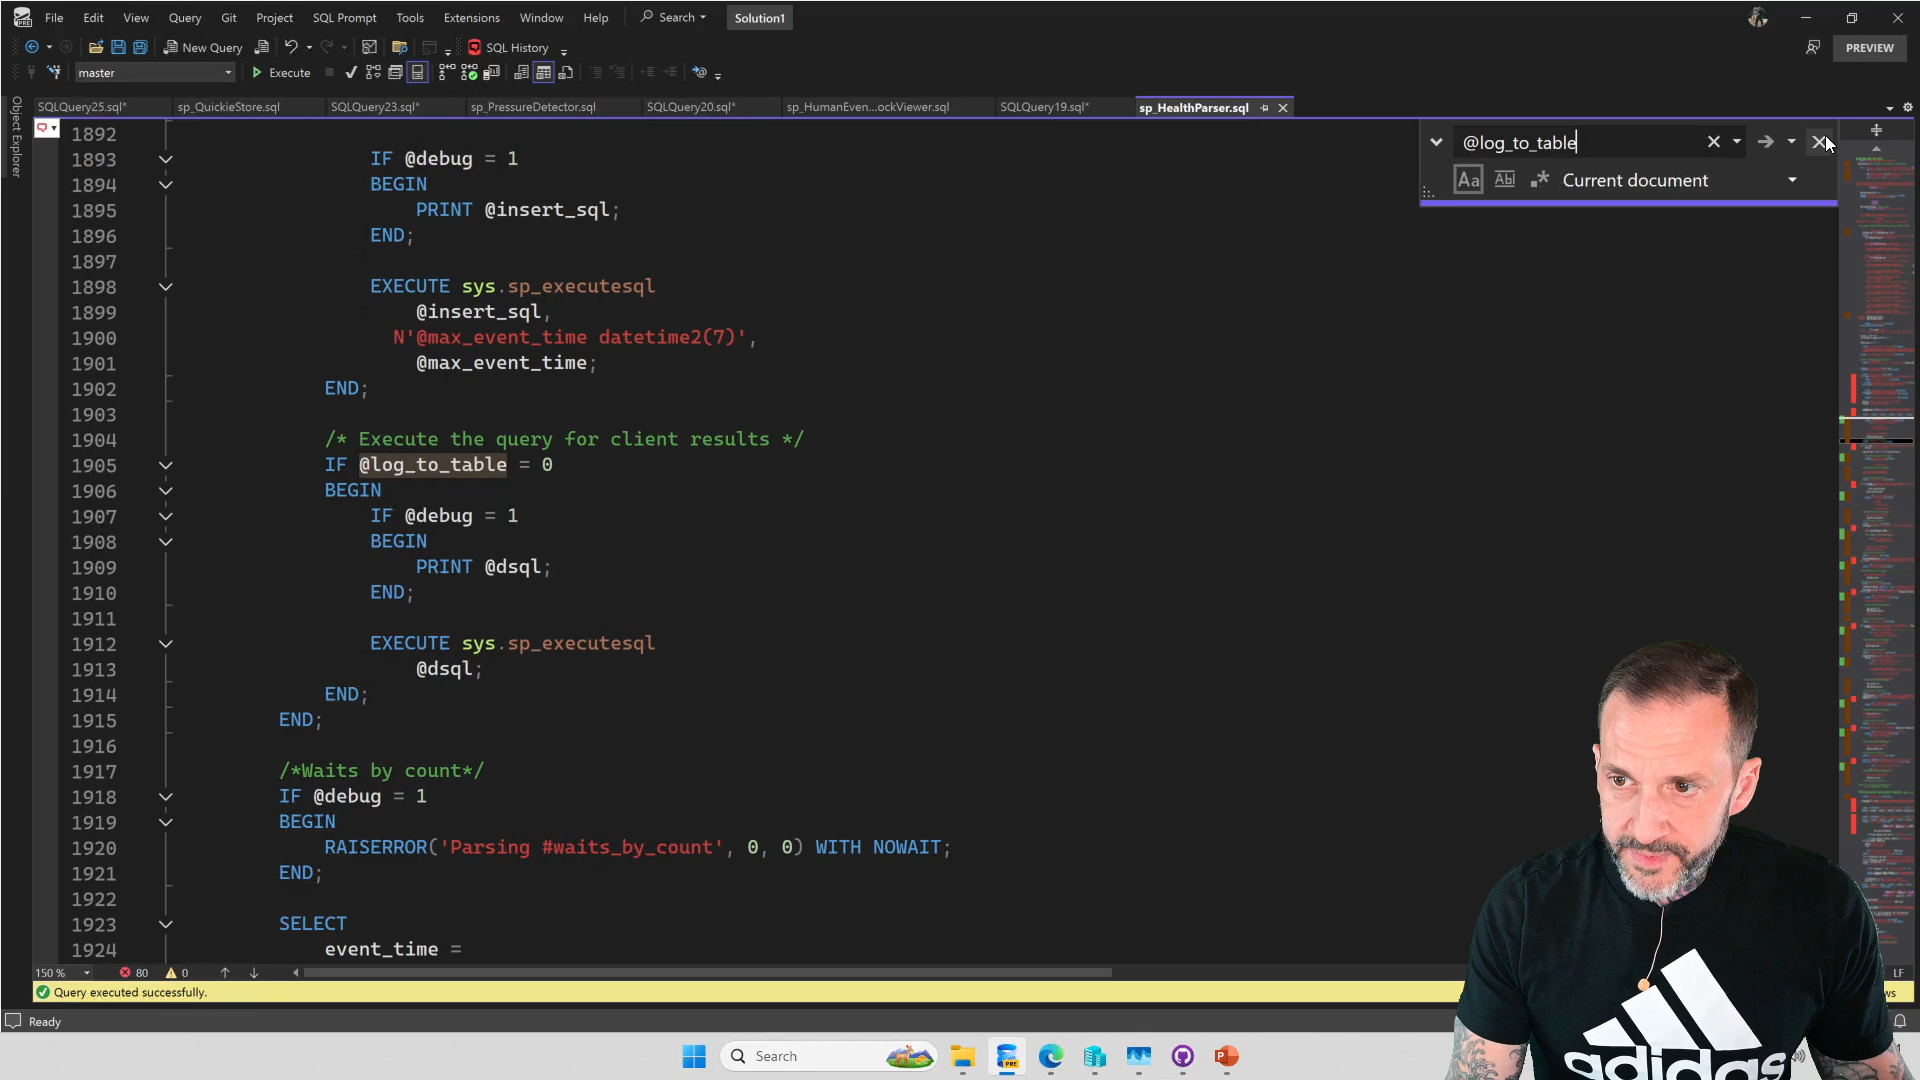 File Edit View Query Git Project SQL Prompt Tools Extensions Window Help Search Solution1
New Query SQL History PREVIEW
master Execute
SQLQuery25.sql* sp_QuickieStore.sql SQLQuery23.sql* sp_PressureDetector.sql SQLQuery20.sql* sp_HumanEven...ockViewer.sql SQLQuery19.sql* sp_HealthParser.sql
Object Explorer
@log_to_table
Aa Abl Current document
1892
1893 IF @debug = 1
1894 BEGIN
1895 PRINT @insert_sql;
1896 END;
1897
1898 EXECUTE sys.sp_executesql
1899 @insert_sql,
1900 N'@max_event_time datetime2(7)',
1901 @max_event_time;
1902 END;
1903
1904 /* Execute the query for client results */
1905 IF @log_to_table = 0
1906 BEGIN
1907 IF @debug = 1
1908 BEGIN
1909 PRINT @dsql;
1910 END;
1911
1912 EXECUTE sys.sp_executesql
1913 @dsql;
1914 END;
1915 END;
1916
1917 /*Waits by count*/
1918 IF @debug = 1
1919 BEGIN
1920 RAISERROR('Parsing #waits_by_count', 0, 0) WITH NOWAIT;
1921 END;
1922
1923 SELECT
1924 event_time =
150 % 80 0 LF
Query executed successfully.
Ready
Search PRE
adidas